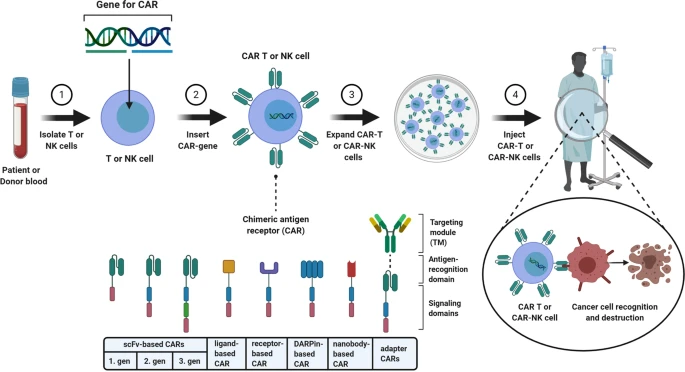 Gene for CAR
CAR T or NK cell
1
2
3
4
Isolate T or
NK cells
Insert
CAR-gene
Expand CAR-T
or CAR-NK
cells
Inject
CAR-T or
CAR-NK cells
Patient or
Donor blood
T or NK cell
Chimeric antigen
receptor (CAR)
Targeting
module
(TM)
Antigen-
recognition
domain
Signaling
domains
CAR T or
CAR-NK cell
Cancer cell recognition
and destruction
scFv-based CARs
1. gen
2. gen
3. gen
ligand-
based
CAR
receptor-
based CAR
DARPin-
based CAR
nanobody-
based CAR
adapter
CARs